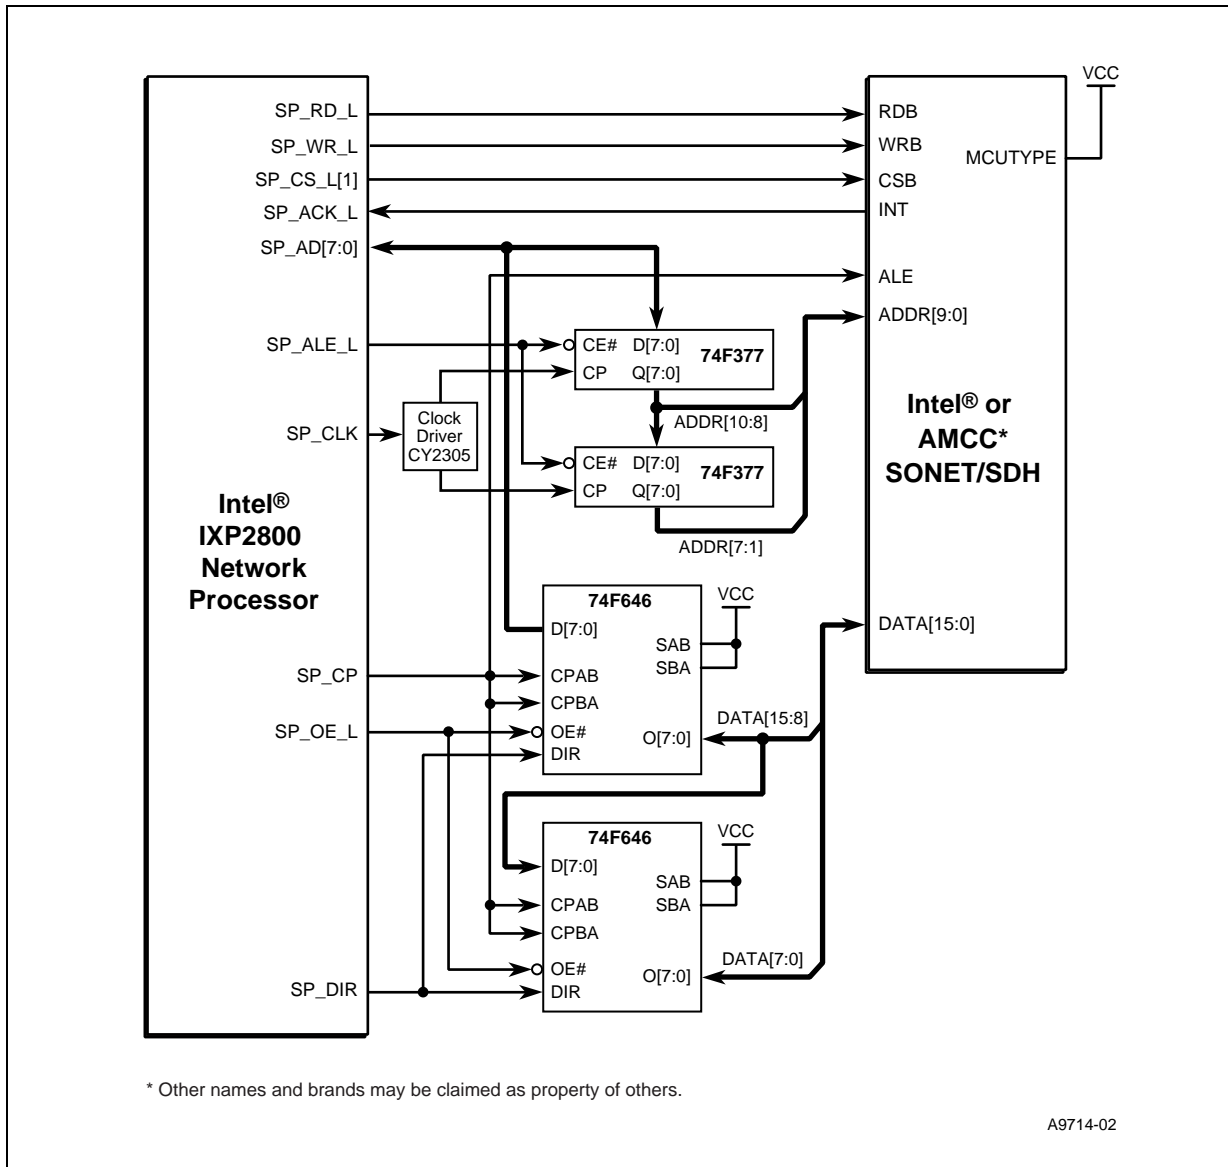 VCC
SP_RD_L
RDB
SP_WR_L
WRB
MCUTYPE
SP_CS_L[1]
CSB
SP_ACK_L
INT
SP_AD[7:0]
ALE
ADDR[9:0]
SP_ALE_L
CE# D[7:0]
74F377
CP Q[7:0]
SP_CLK
Clock
Driver
CY2305
ADDR[10:8]
Intel® or
AMCC*
SONET/SDH
CE# D[7:0]
74F377
CP Q[7:0]
ADDR[7:1]
Intel®
IXP2800
Network
Processor
74F646
VCC
D[7:0]
SAB
SBA
DATA[15:0]
SP_CP
CPAB
CPBA
SP_OE_L
OE#
DIR
O[7:0]
DATA[15:8]
74F646
VCC
D[7:0]
SAB
SBA
CPAB
CPBA
OE#
DIR
O[7:0]
DATA[7:0]
SP_DIR
* Other names and brands may be claimed as property of others.
A9714-02